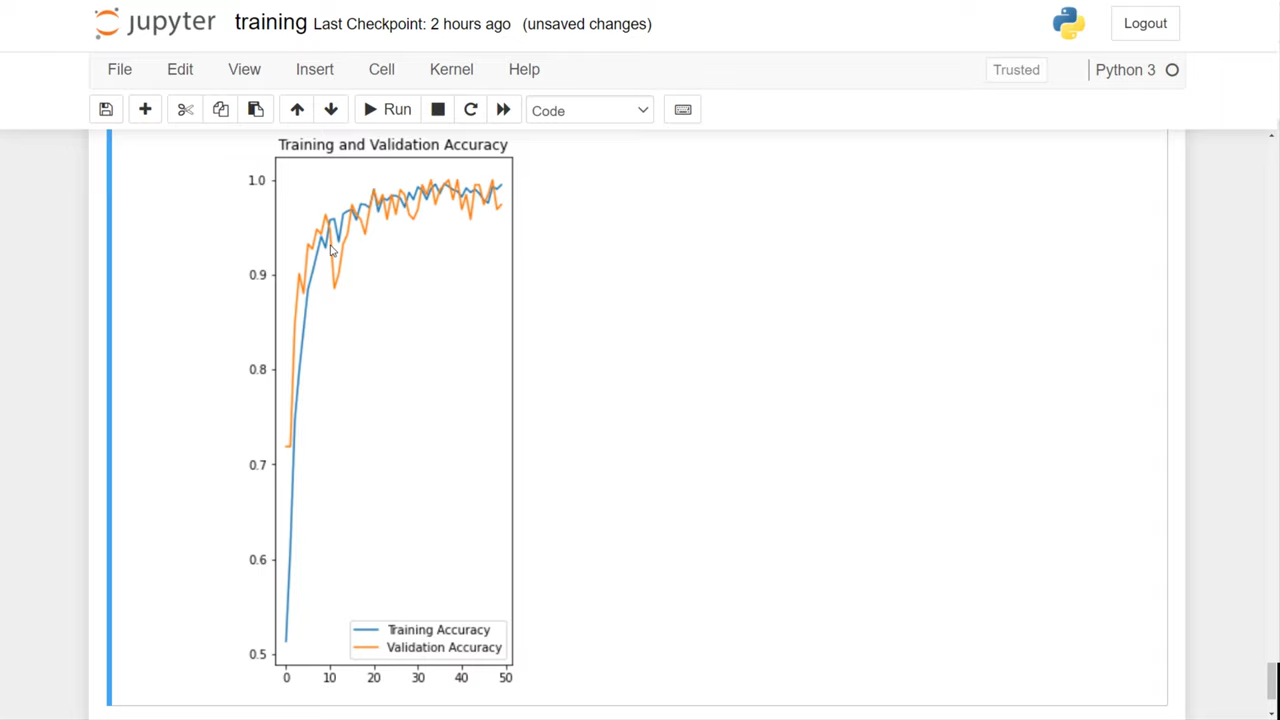 jupyter training Last Checkpoint: 2 hours ago (unsaved changes) Logout
File Edit View Insert Cell Kernel Help Trusted Python 3
Run Code
Training and Validation Accuracy
1.0
0.9
0.8
0.7
0.6
0.5
Training Accuracy
Validation Accuracy
0 10 20 30 40 50